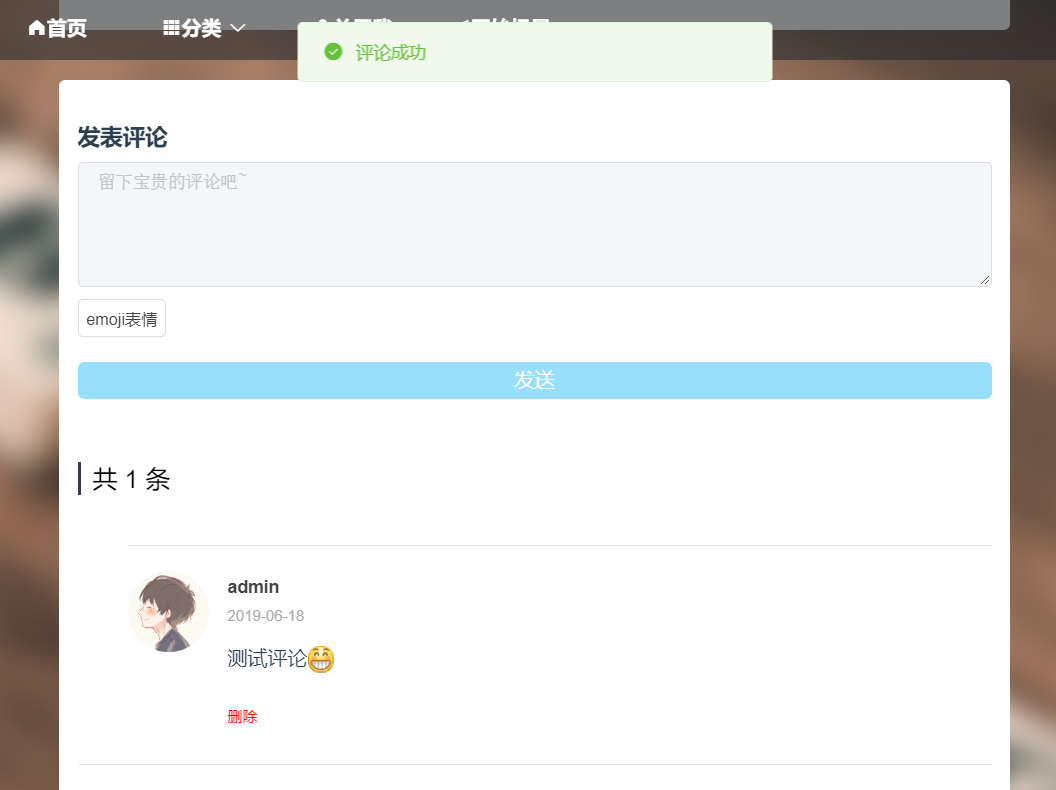 首页 分类
评论成功
发表评论
留下宝贵的评论吧~
emoji表情
发送
共 1 条
admin
2019-06-18
测试评论😁
删除